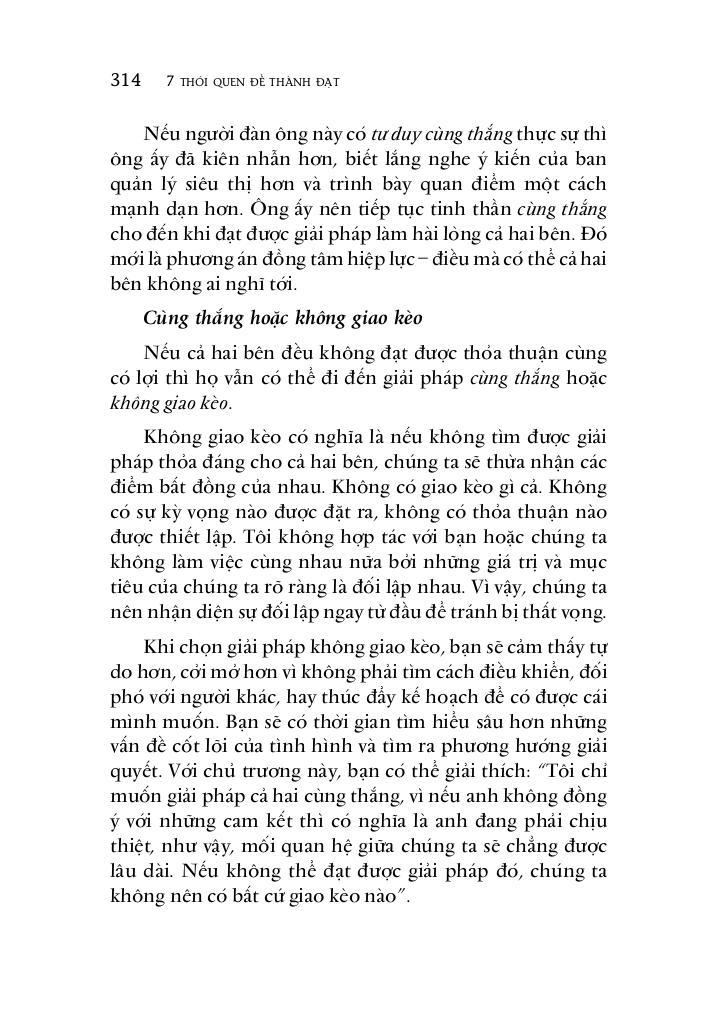 314 7 THÓI QUEN ĐỂ THÀNH ĐẠT
Nếu người đàn ông này có tư duy cùng thắng thực sự thì
ông ấy đã kiên nhẫn hơn, biết lắng nghe ý kiến của ban
quản lý siêu thị hơn và trình bày quan điểm một cách
mạnh dạn hơn. Ông ấy nên tiếp tục tinh thần cùng thắng
cho đến khi đạt được giải pháp làm hài lòng cả hai bên. Đó
mới là phương án đồng tâm hiệp lực – điều mà có thể cả hai
bên không ai nghĩ tới.
Cùng thắng hoặc không giao kèo
Nếu cả hai bên đều không đạt được thỏa thuận cùng
có lợi thì họ vẫn có thể đi đến giải pháp cùng thắng hoặc
không giao kèo.
Không giao kèo có nghĩa là nếu không tìm được giải
pháp thỏa đáng cho cả hai bên, chúng ta sẽ thừa nhận các
điểm bất đồng của nhau. Không có giao kèo gì cả. Không
có sự kỳ vọng nào được đặt ra, không có thỏa thuận nào
được thiết lập. Tôi không hợp tác với bạn hoặc chúng ta
không làm việc cùng nhau nữa bởi những giá trị và mục
tiêu của chúng ta rõ ràng là đối lập nhau. Vì vậy, chúng ta
nên nhận diện sự đối lập ngay từ đầu để tránh bị thất vọng.
Khi chọn giải pháp không giao kèo, bạn sẽ cảm thấy tự
do hơn, cởi mở hơn vì không phải tìm cách điều khiển, đối
phó với người khác, hay thúc đẩy kế hoạch để có được cái
mình muốn. Bạn sẽ có thời gian tìm hiểu sâu hơn những
vấn đề cốt lõi của tình hình và tìm ra phương hướng giải
quyết. Với chủ trương này, bạn có thể giải thích: “Tôi chỉ
muốn giải pháp cả hai cùng thắng, vì nếu anh không đồng
ý với những cam kết thì có nghĩa là anh đang phải chịu
thiệt, như vậy, mối quan hệ giữa chúng ta sẽ chẳng được
lâu dài. Nếu không thể đạt được giải pháp đó, chúng ta
không nên có bất cứ giao kèo nào”.